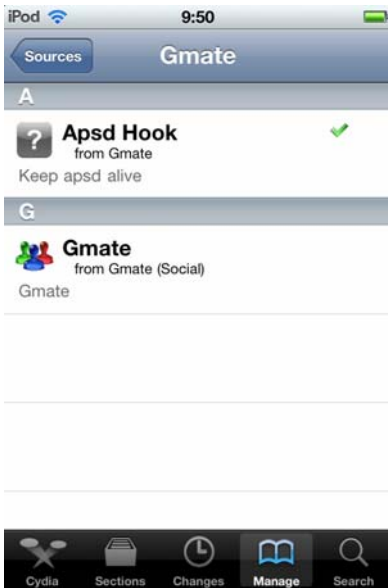 iPod 9:50
Sources Gmate
A
? Apsd Hook
from Gmate
Keep apsd alive
G
Gmate
from Gmate (Social)
Gmate
Cydia Sections Changes Manage Search